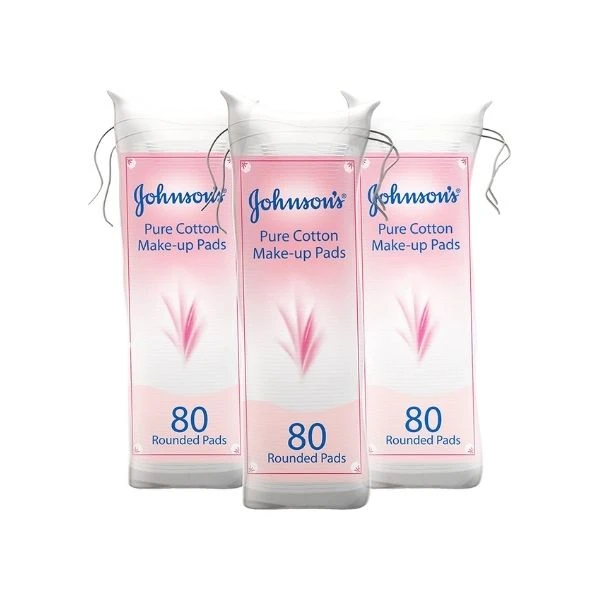 Johnson's®
Pure Cotton
Make-up Pads
80
Rounded Pads
Johnson's®
Pure Cotton
Make-up Pads
80
Rounded Pads
Johnson's®
Pure Cotton
Make-up Pads
80
Rounded Pads